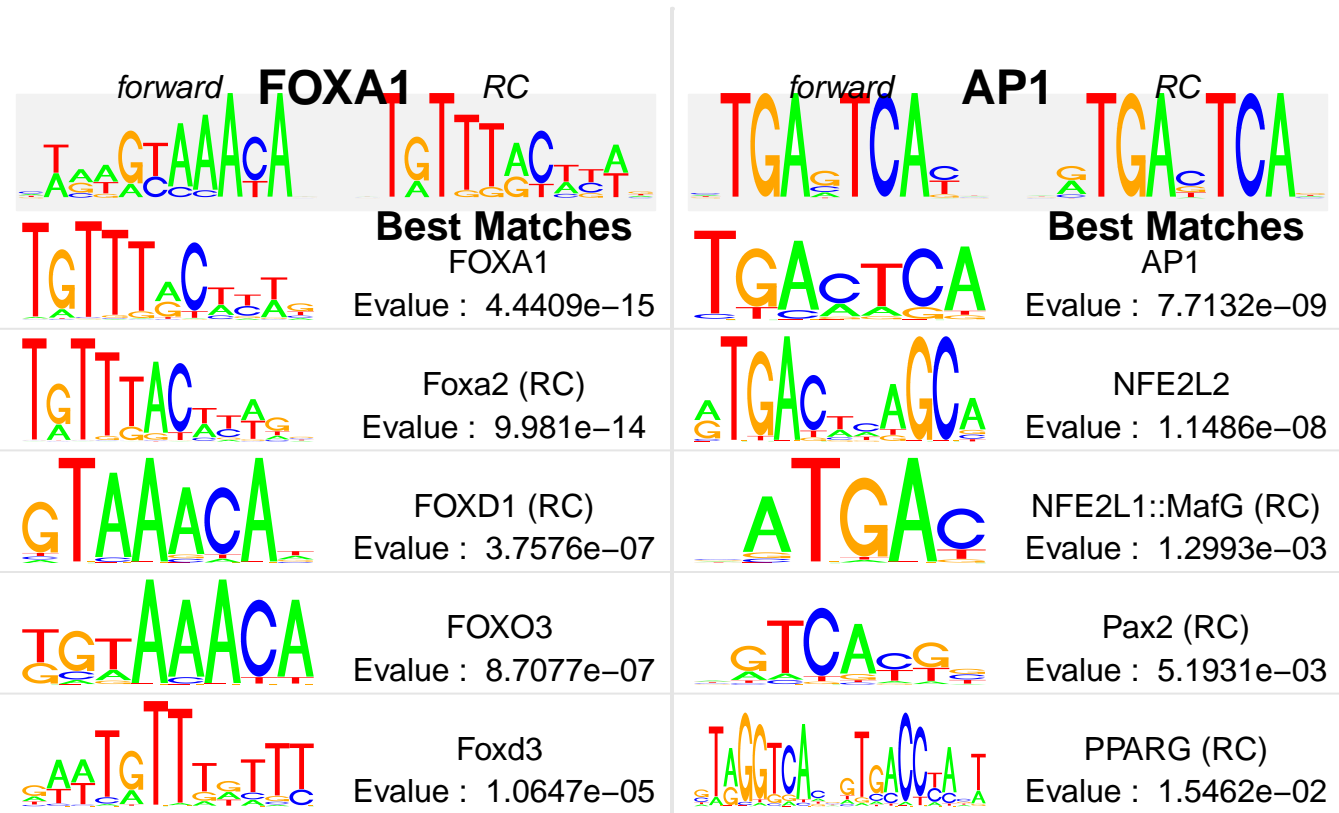 forward FOXA1 RC
Best Matches
FOXA1
Evalue : 4.4409e−15
Foxa2 (RC)
Evalue : 9.981e−14
FOXD1 (RC)
Evalue : 3.7576e−07
FOXO3
Evalue : 8.7077e−07
Foxd3
Evalue : 1.0647e−05
forward AP1 RC
Best Matches
AP1
Evalue : 7.7132e−09
NFE2L2
Evalue : 1.1486e−08
NFE2L1::MafG (RC)
Evalue : 1.2993e−03
Pax2 (RC)
Evalue : 5.1931e−03
PPARG (RC)
Evalue : 1.5462e−02